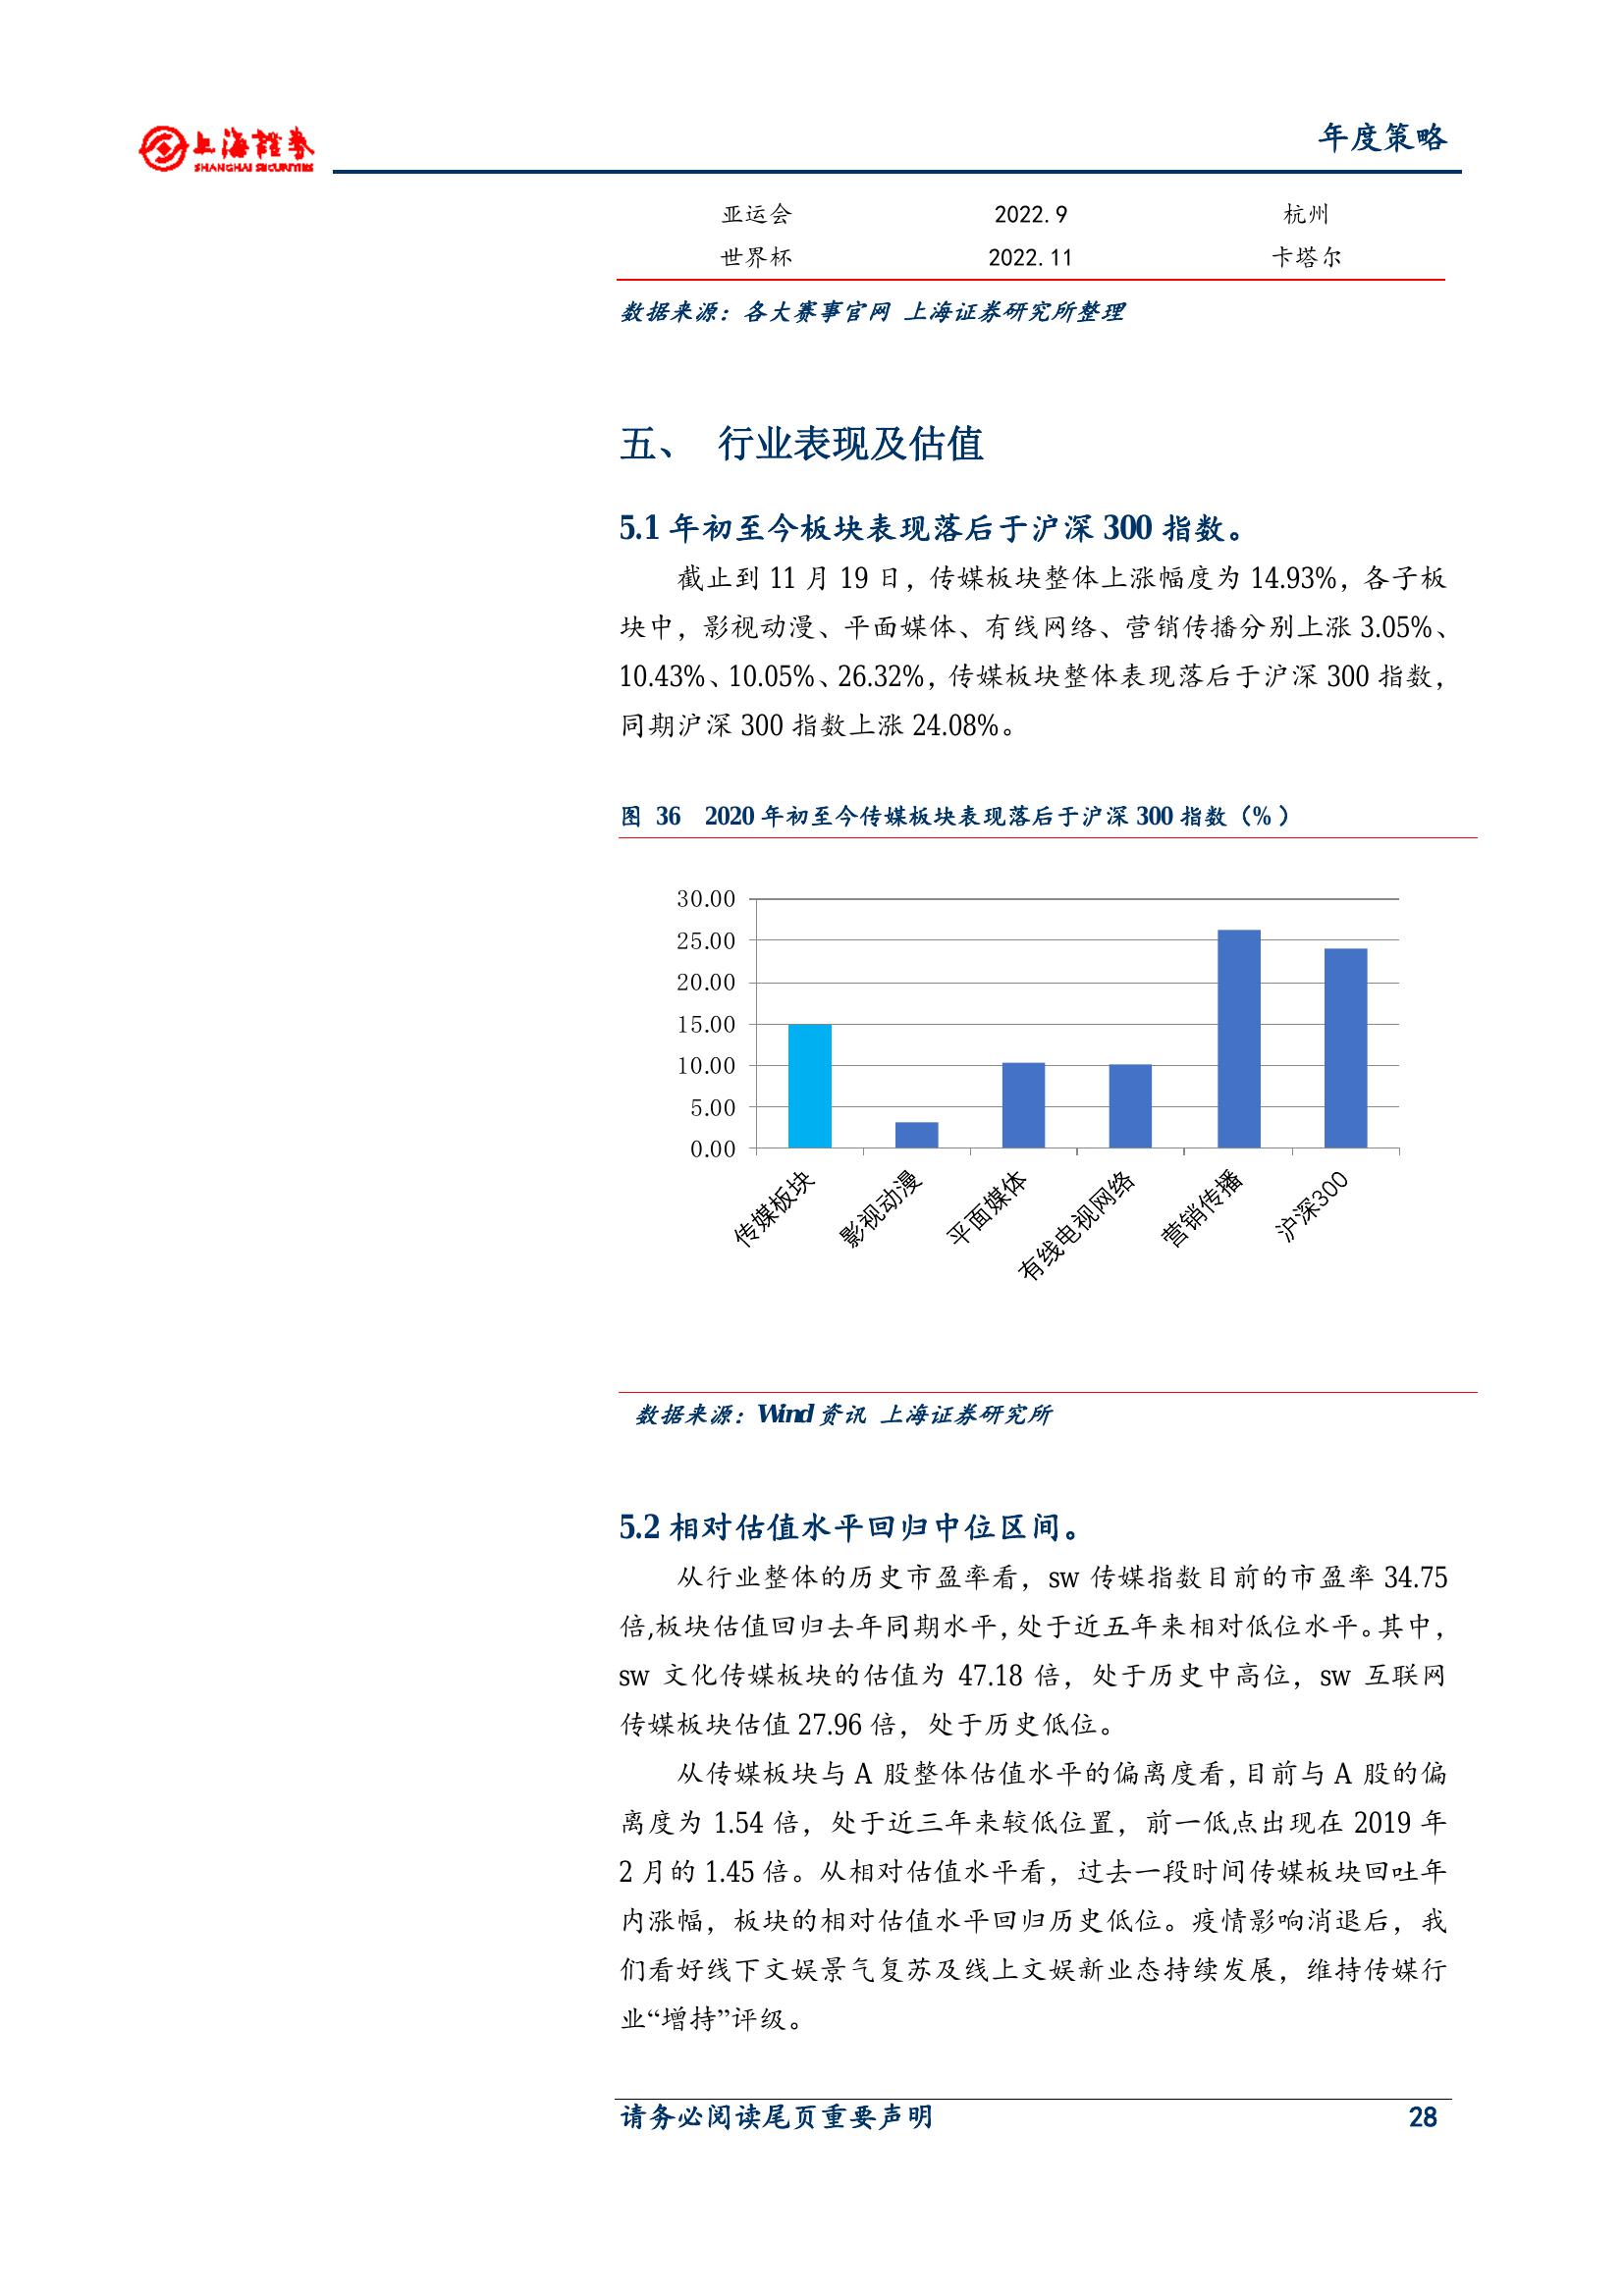 上海證券
SHANGHAI SECURITIES
年度策略
亚运会 2022.9 杭州
世界杯 2022.11 卡塔尔
数据来源：各大赛事官网 上海证券研究所整理
五、 行业表现及估值
5.1 年初至今板块表现落后于沪深 300 指数。
截止到 11 月 19 日，传媒板块整体上涨幅度为 14.93%，各子板
块中，影视动漫、平面媒体、有线网络、营销传播分别上涨 3.05%、
10.43%、10.05%、26.32%，传媒板块整体表现落后于沪深 300 指数，
同期沪深 300 指数上涨 24.08%。
图 36 2020 年初至今传媒板块表现落后于沪深 300 指数（%）
30.00
25.00
20.00
15.00
10.00
5.00
0.00
传媒板块
影视动漫
平面媒体
有线电视网络
营销传播
沪深300
数据来源：Wind 资讯 上海证券研究所
5.2 相对估值水平回归中位区间。
从行业整体的历史市盈率看，sw 传媒指数目前的市盈率 34.75
倍,板块估值回归去年同期水平，处于近五年来相对低位水平。其中，
sw 文化传媒板块的估值为 47.18 倍，处于历史中高位，sw 互联网
传媒板块估值 27.96 倍，处于历史低位。
从传媒板块与 A 股整体估值水平的偏离度看，目前与 A 股的偏
离度为 1.54 倍，处于近三年来较低位置，前一低点出现在 2019 年
2 月的 1.45 倍。从相对估值水平看，过去一段时间传媒板块回吐年
内涨幅，板块的相对估值水平回归历史低位。疫情影响消退后，我
们看好线下文娱景气复苏及线上文娱新业态持续发展，维持传媒行
业“增持”评级。
请务必阅读尾页重要声明 28